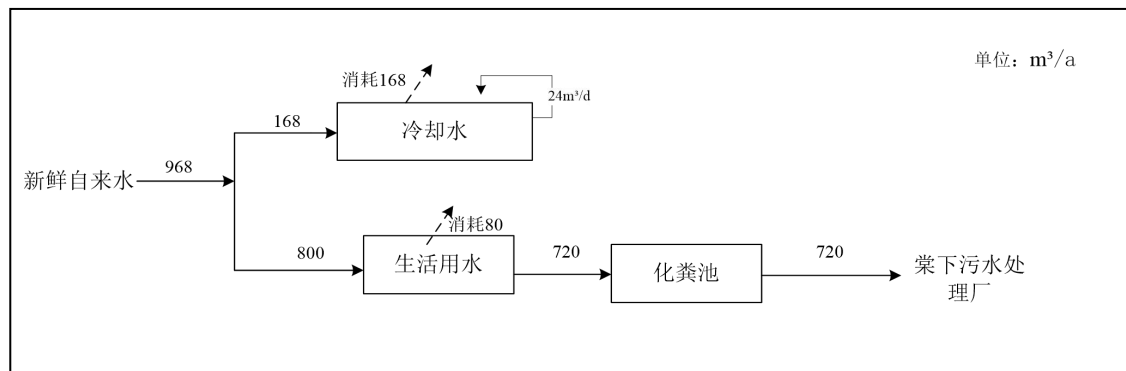 单位：m³/a
消耗168
24m³/d
168
冷却水
新鲜自来水
968
消耗80
800
生活用水
720
化粪池
720
棠下污水处
理厂